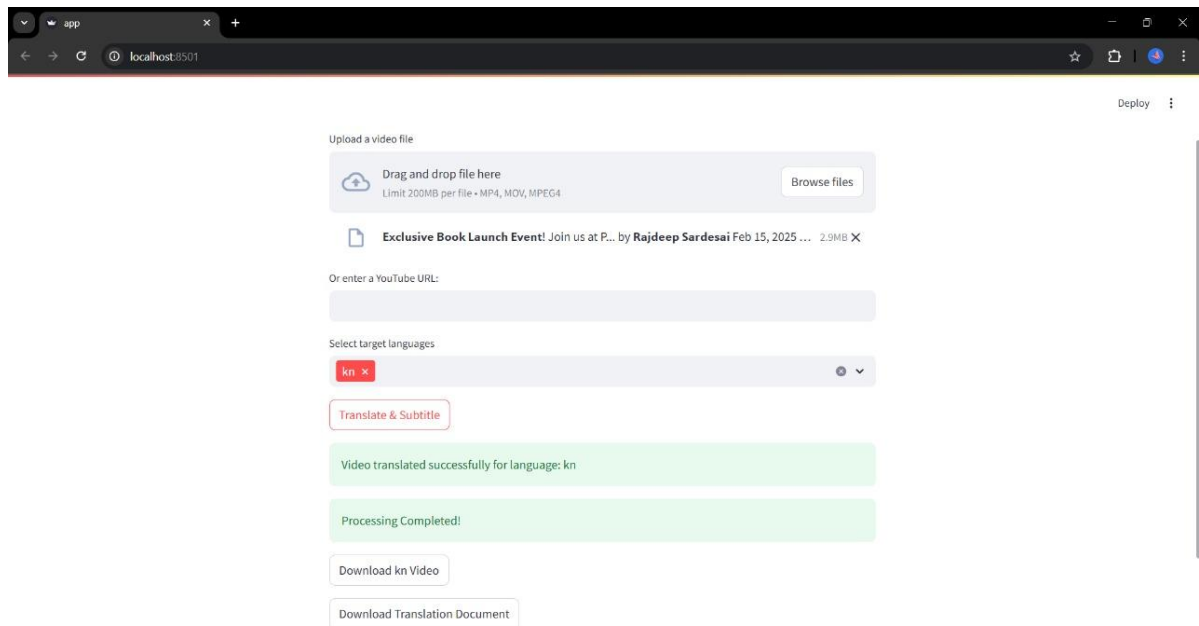 app
localhost:8501
Deploy
Upload a video file
Drag and drop file here
Limit 200MB per file • MP4, MOV, MPEG4
Browse files
Exclusive Book Launch Event! Join us at P... by Rajdeep Sardesai Feb 15, 2025 ... 2.9MB
Or enter a YouTube URL:
Select target languages
kn
Translate & Subtitle
Video translated successfully for language: kn
Processing Completed!
Download kn Video
Download Translation Document